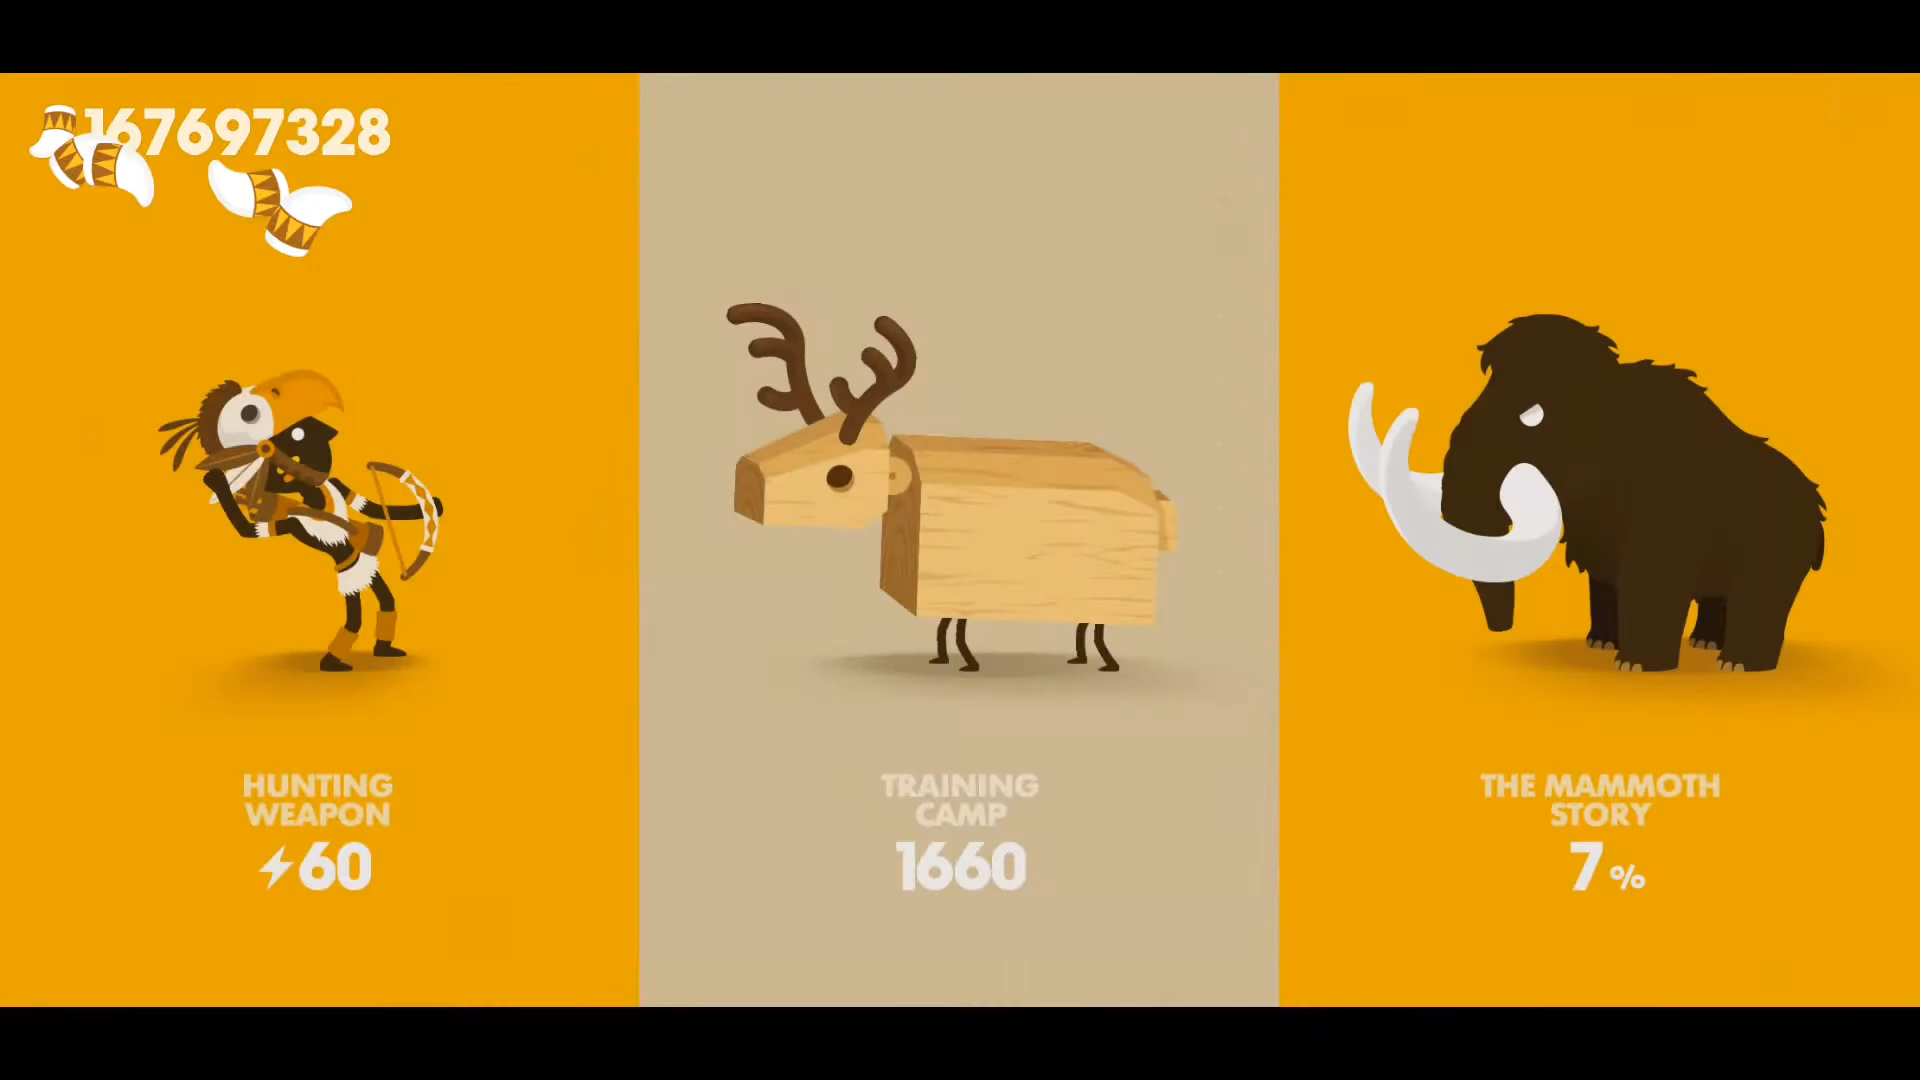 167697328
HUNTING
WEAPON
60
TRAINING
CAMP
1660
THE MAMMOTH
STORY
7 %